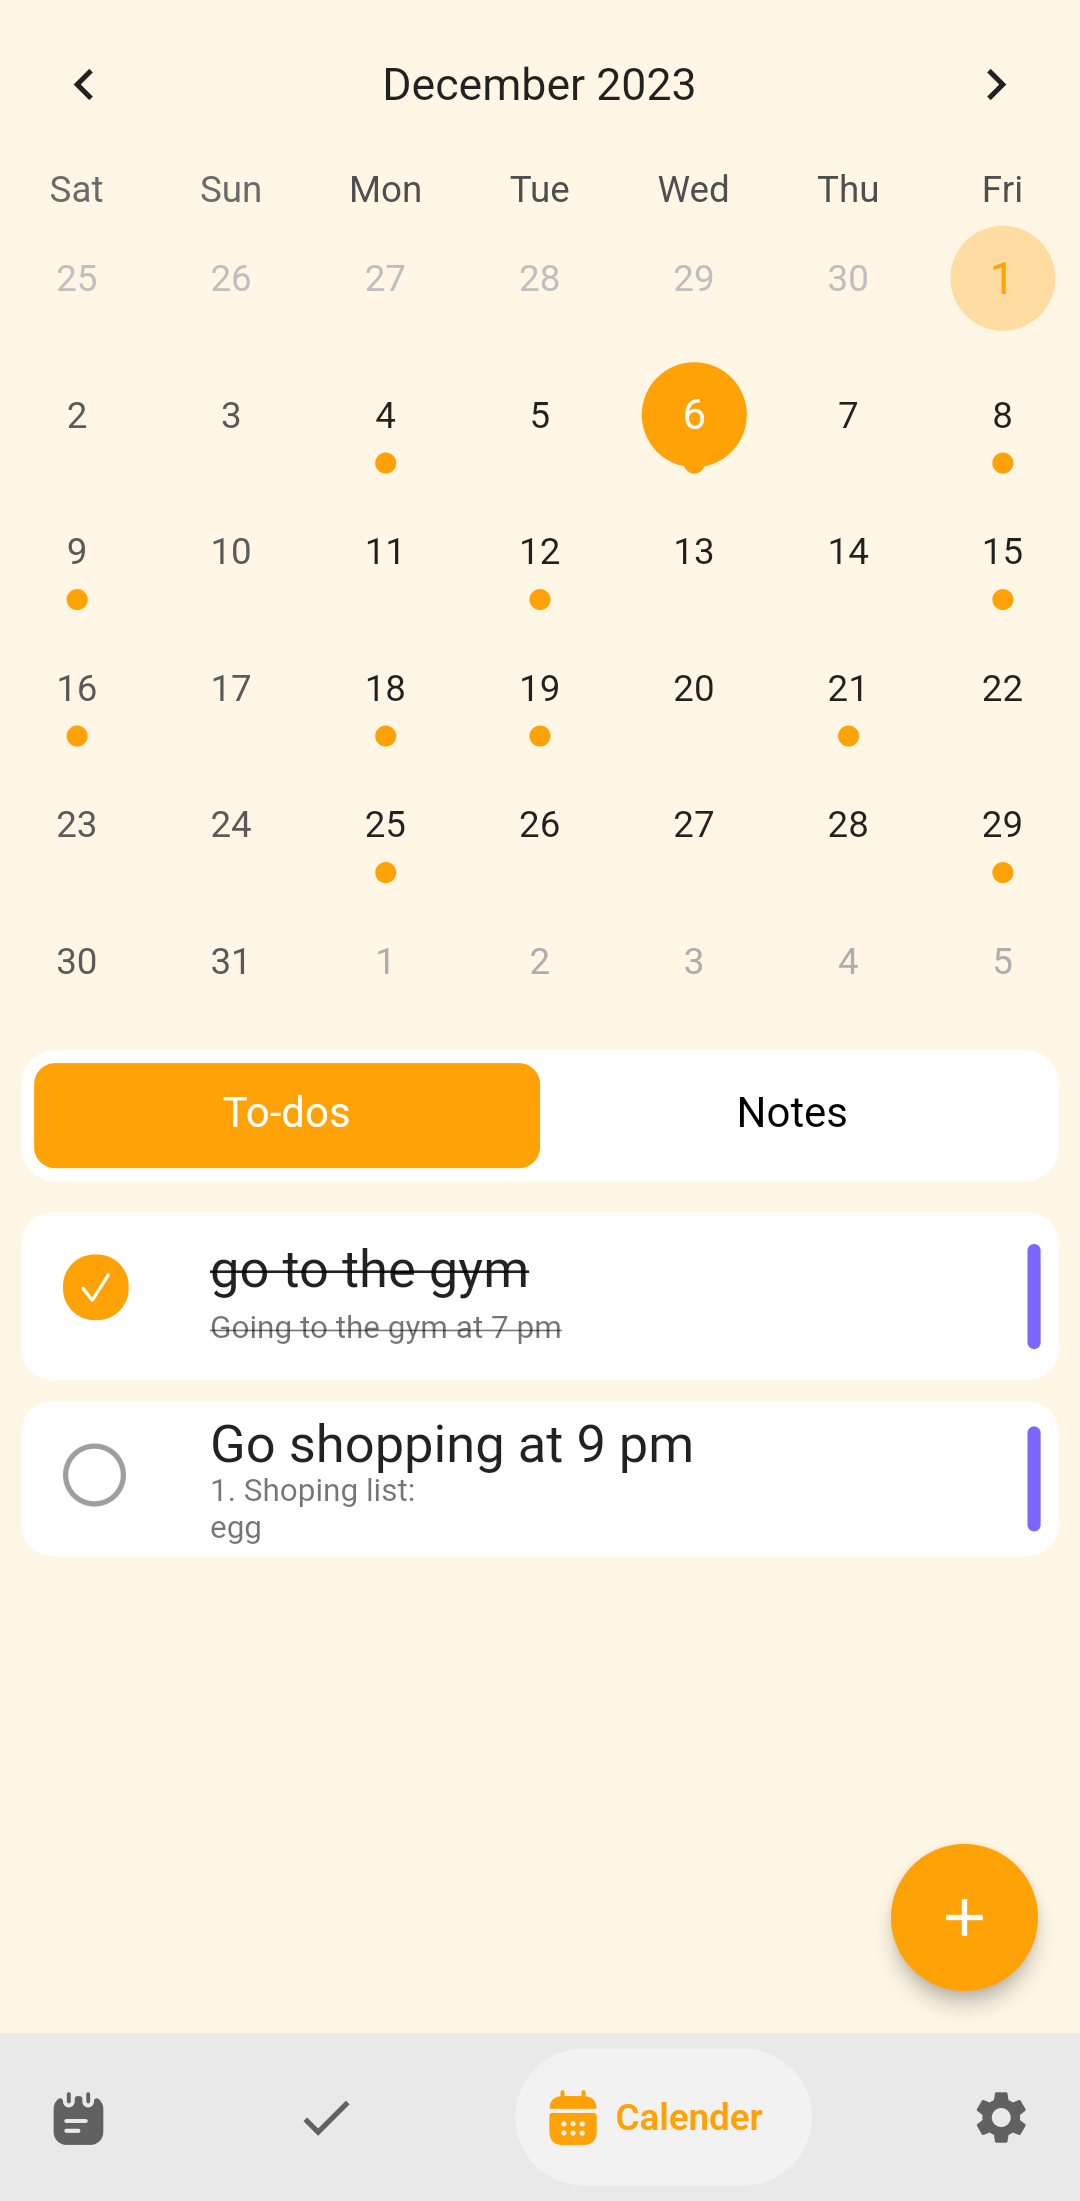 December 2023
Sat Sun Mon Tue Wed Thu Fri
25 26 27 28 29 30 1
2 3 4 5 6 7 8
9 10 11 12 13 14 15
16 17 18 19 20 21 22
23 24 25 26 27 28 29
30 31 1 2 3 4 5
To-dos Notes
go to the gym
Going to the gym at 7 pm
Go shopping at 9 pm
1. Shoping list:
egg
Calender